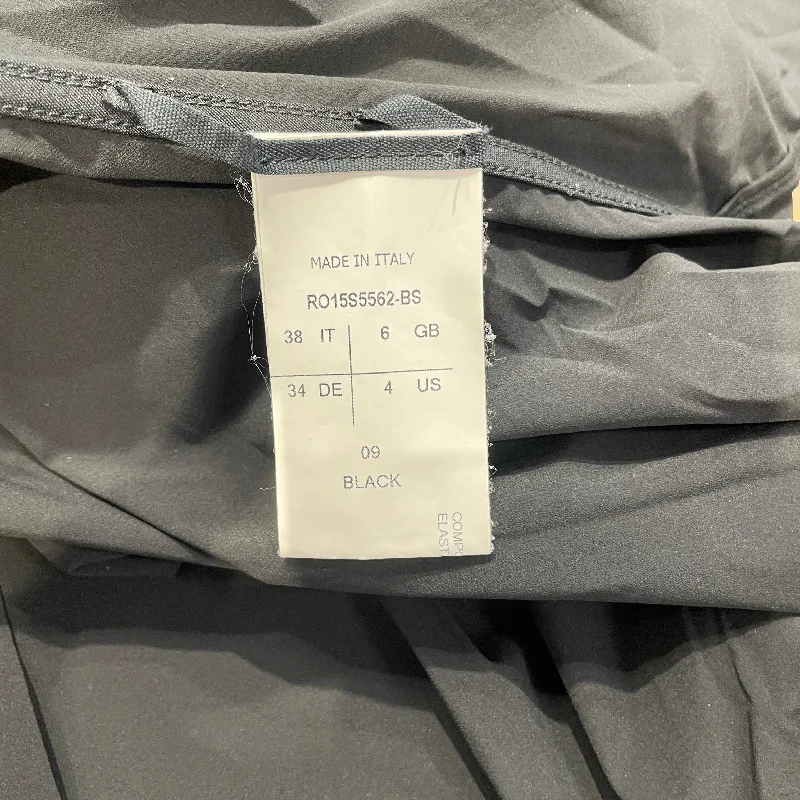 MADE IN ITALY
RO15S5562-BS
38 IT 6 GB
34 DE 4 US
09
BLACK